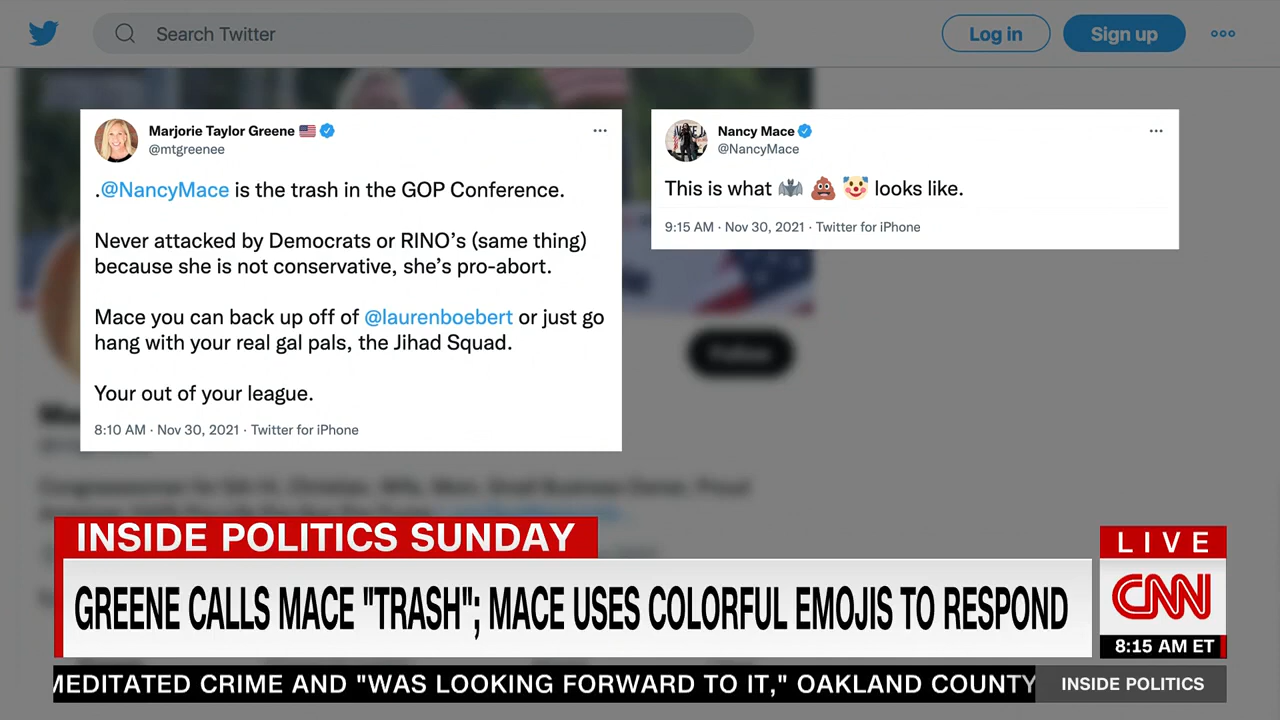 Search Twitter
Log in
Sign up
Marjorie Taylor Greene 🇺🇸
@mtgreenee
.@NancyMace is the trash in the GOP Conference.
Never attacked by Democrats or RINO's (same thing)
because she is not conservative, she's pro-abort.
Mace you can back up off of @laurenboebert or just go
hang with your real gal pals, the Jihad Squad.
Your out of your league.
8:10 AM · Nov 30, 2021 · Twitter for iPhone
Nancy Mace
@NancyMace
This is what 🦇 💩 🤡 looks like.
9:15 AM · Nov 30, 2021 · Twitter for iPhone
Follow
INSIDE POLITICS SUNDAY
GREENE CALLS MACE "TRASH"; MACE USES COLORFUL EMOJIS TO RESPOND
LIVE
CNN
8:15 AM ET
MEDITATED CRIME AND "WAS LOOKING FORWARD TO IT," OAKLAND COUNTY
INSIDE POLITICS